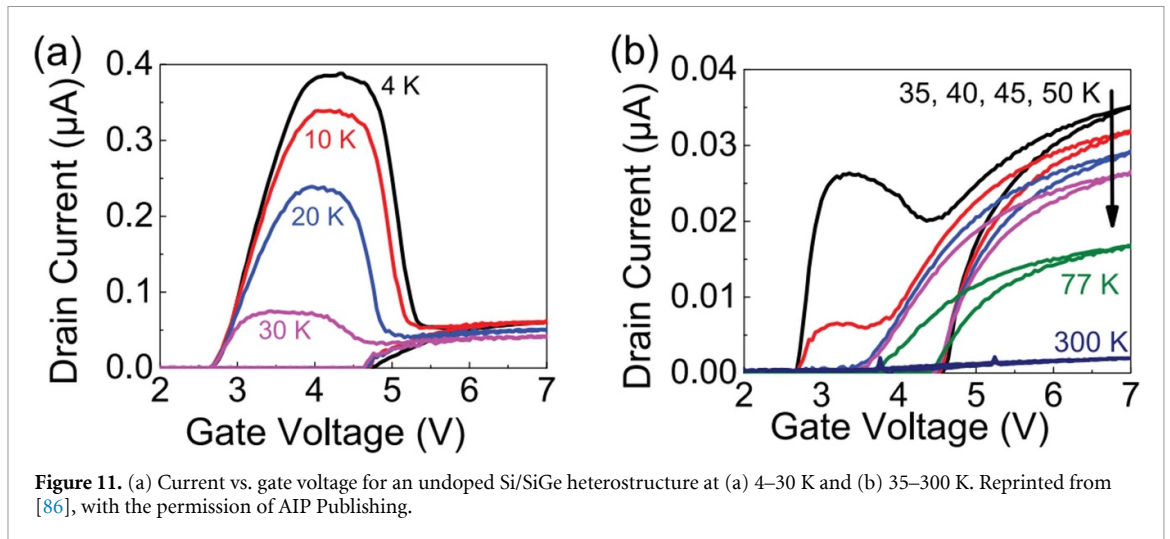 (a)
Drain Current (µA)
0.4
0.3
0.2
0.1
0.0
4 K
10 K
20 K
30 K
2 3 4 5 6 7
Gate Voltage (V)
(b)
Drain Current (µA)
0.04
0.03
0.02
0.01
0.00
35, 40, 45, 50 K
77 K
300 K
2 3 4 5 6 7
Gate Voltage (V)
Figure 11. (a) Current vs. gate voltage for an undoped Si/SiGe heterostructure at (a) 4–30 K and (b) 35–300 K. Reprinted from
[86], with the permission of AIP Publishing.